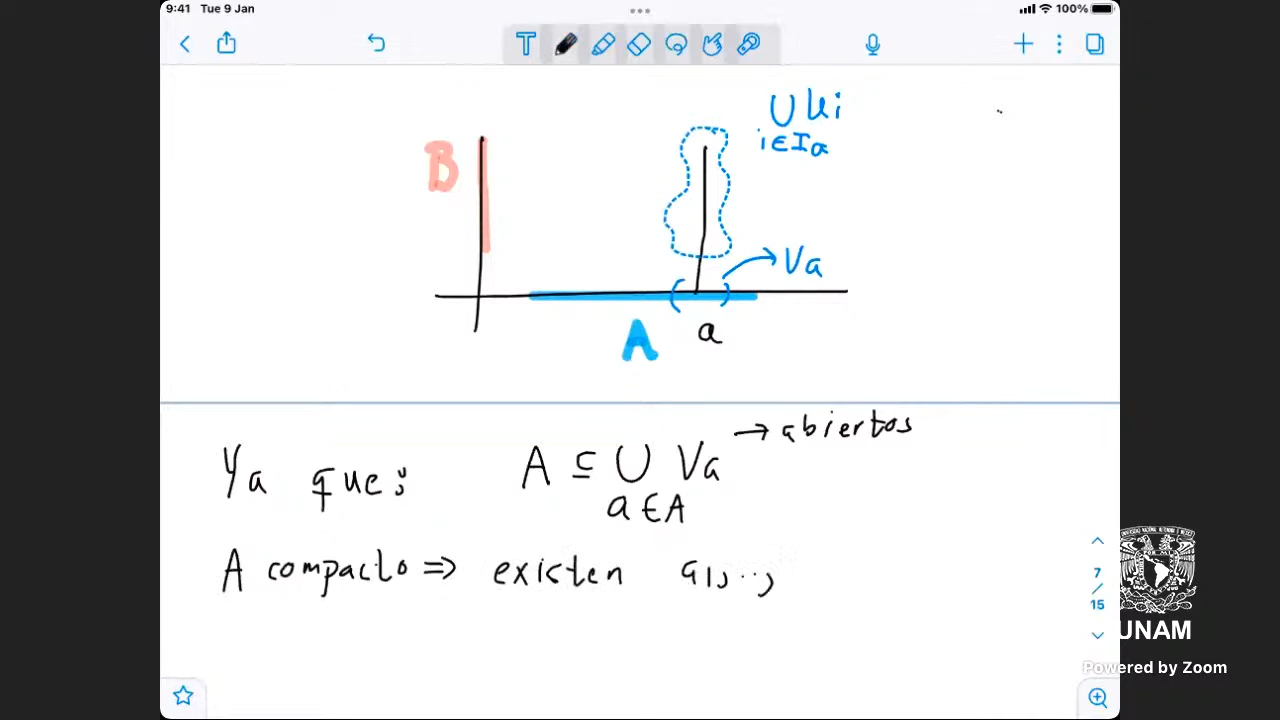 9:41 Tue 9 Jan
100%
T
B
∪ Ui
i∈Ia
Va
A
a
Ya que:
A ⊆ ∪ Va → abiertos
a∈A
A compacto ⇒ existen a1,..,
7
/
15
UNAM
Powered by Zoom